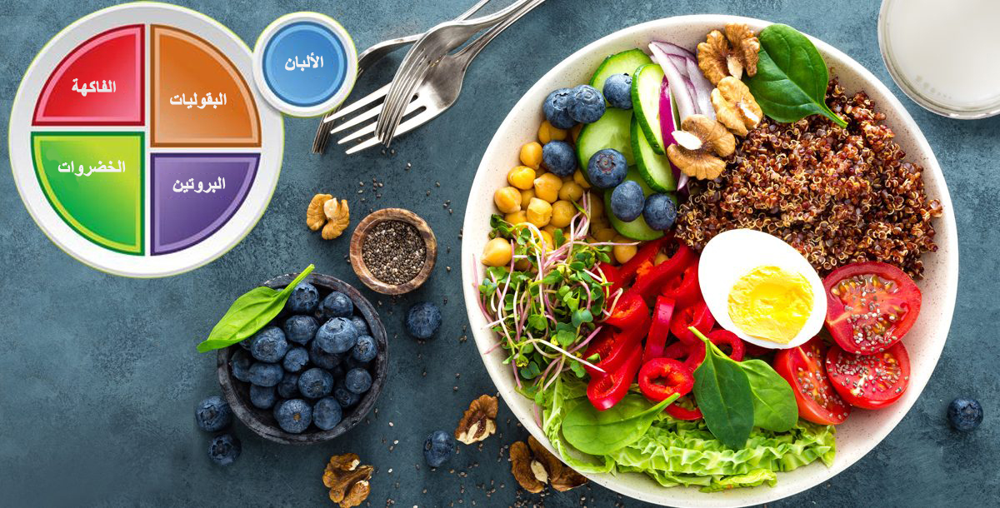 الألبان
البقوليات
الفاكهة
الخضروات
البروتين